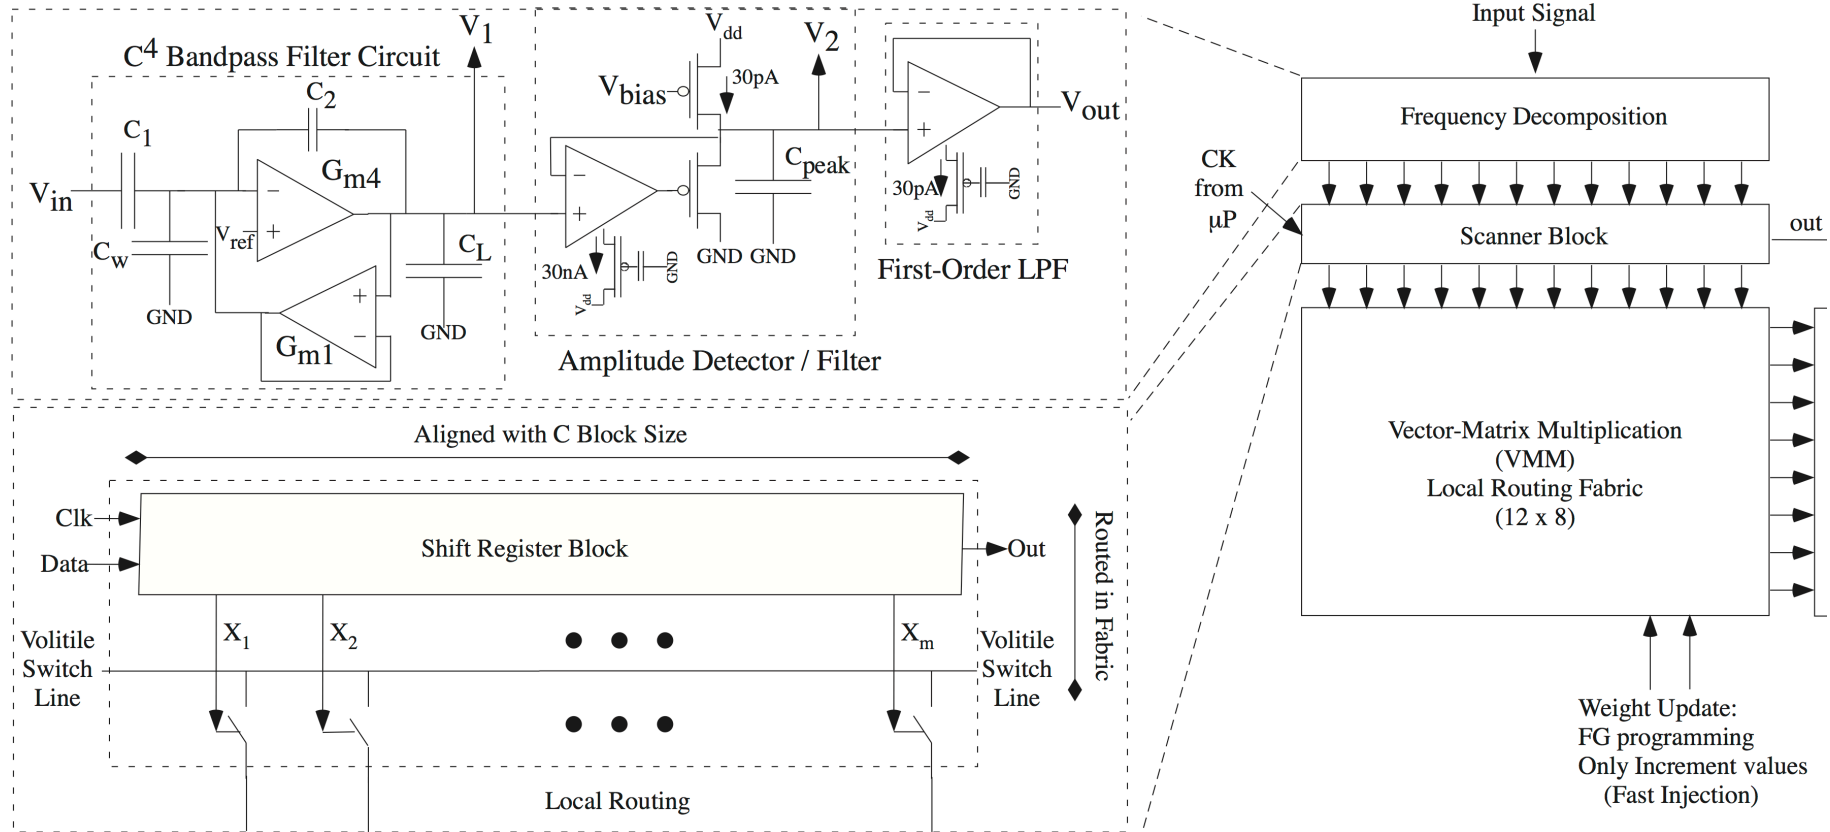 C4 Bandpass Filter Circuit
V1
C2
C1
Gm4
Vin
Vref
Cw
CL
GND
GND
Gm1
Vdd
V2
Vbias
30pA
Cpeak
30nA
Vdd
GND
GND
GND
Amplitude Detector / Filter
Vout
30pA
Vdd
GND
First-Order LPF
Aligned with C Block Size
Clk
Data
Shift Register Block
Out
X1
X2
Xm
Volitile
Switch
Line
Volitile
Switch
Line
Routed in Fabric
Local Routing
Input Signal
Frequency Decomposition
CK
from
µP
Scanner Block
out
Vector-Matrix Multiplication
(VMM)
Local Routing Fabric
(12 x 8)
Weight Update:
FG programming
Only Increment values
(Fast Injection)